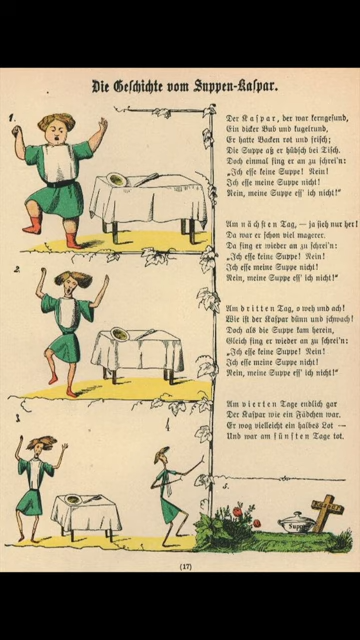 Die Geschichte vom Suppen-Kaspar.
1.
Der Kaspar, der war kerngesund,
Ein dicker Bub und kugelrund,
Er hatte Backen rot und frisch;
Die Suppe aß er hübsch bei Tisch.
Doch einmal fing er an zu schrei'n:
„Ich esse keine Suppe! Nein!
Ich esse meine Suppe nicht!
Nein, meine Suppe ess' ich nicht!“
2.
Am nächsten Tag, — ja sieh nur her!
Da war er schon viel magerer.
Da fing er wieder an zu schrei'n:
„Ich esse keine Suppe! Nein!
Ich esse meine Suppe nicht!
Nein, meine Suppe ess' ich nicht!“
3.
Am dritten Tag, o weh und ach!
Wie ist der Kaspar dünn und schwach!
Doch als die Suppe kam herein,
Gleich fing er wieder an zu schrei'n:
„Ich esse keine Suppe! Nein!
Ich esse meine Suppe nicht!
Nein, meine Suppe ess' ich nicht!“
4
Am vierten Tage endlich gar
Der Kaspar wie ein Fädchen war.
Er wog vielleicht ein halbes Lot —
Und war am fünften Tage tot.
5.
Suppe
(17)